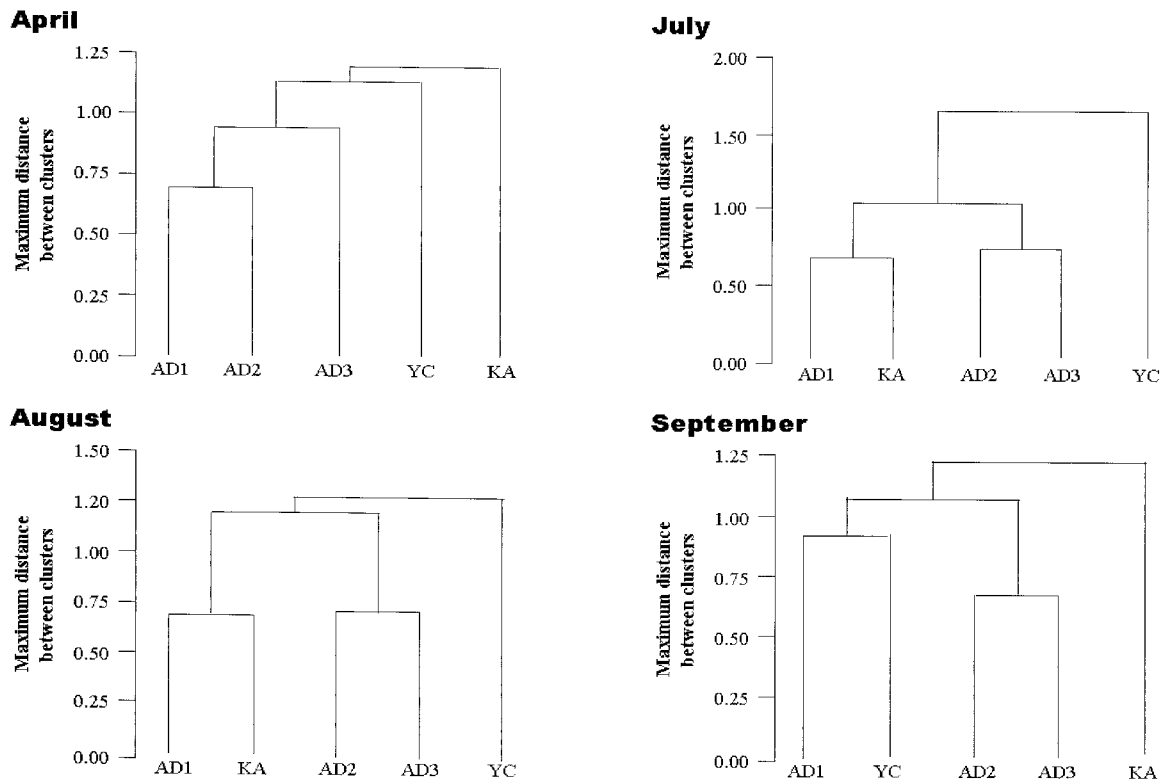 April
1.25
1.00
0.75
0.50
0.25
0.00
Maximum distance
between clusters
AD1 AD2 AD3 YC KA
July
2.00
1.50
1.00
0.50
0.00
Maximum distance
between clusters
AD1 KA AD2 AD3 YC
August
1.50
1.20
1.00
0.75
0.50
0.25
0.00
Maximum distance
between clusters
AD1 KA AD2 AD3 YC
September
1.25
1.00
0.75
0.50
0.25
0.00
Maximum distance
between clusters
AD1 YC AD2 AD3 KA